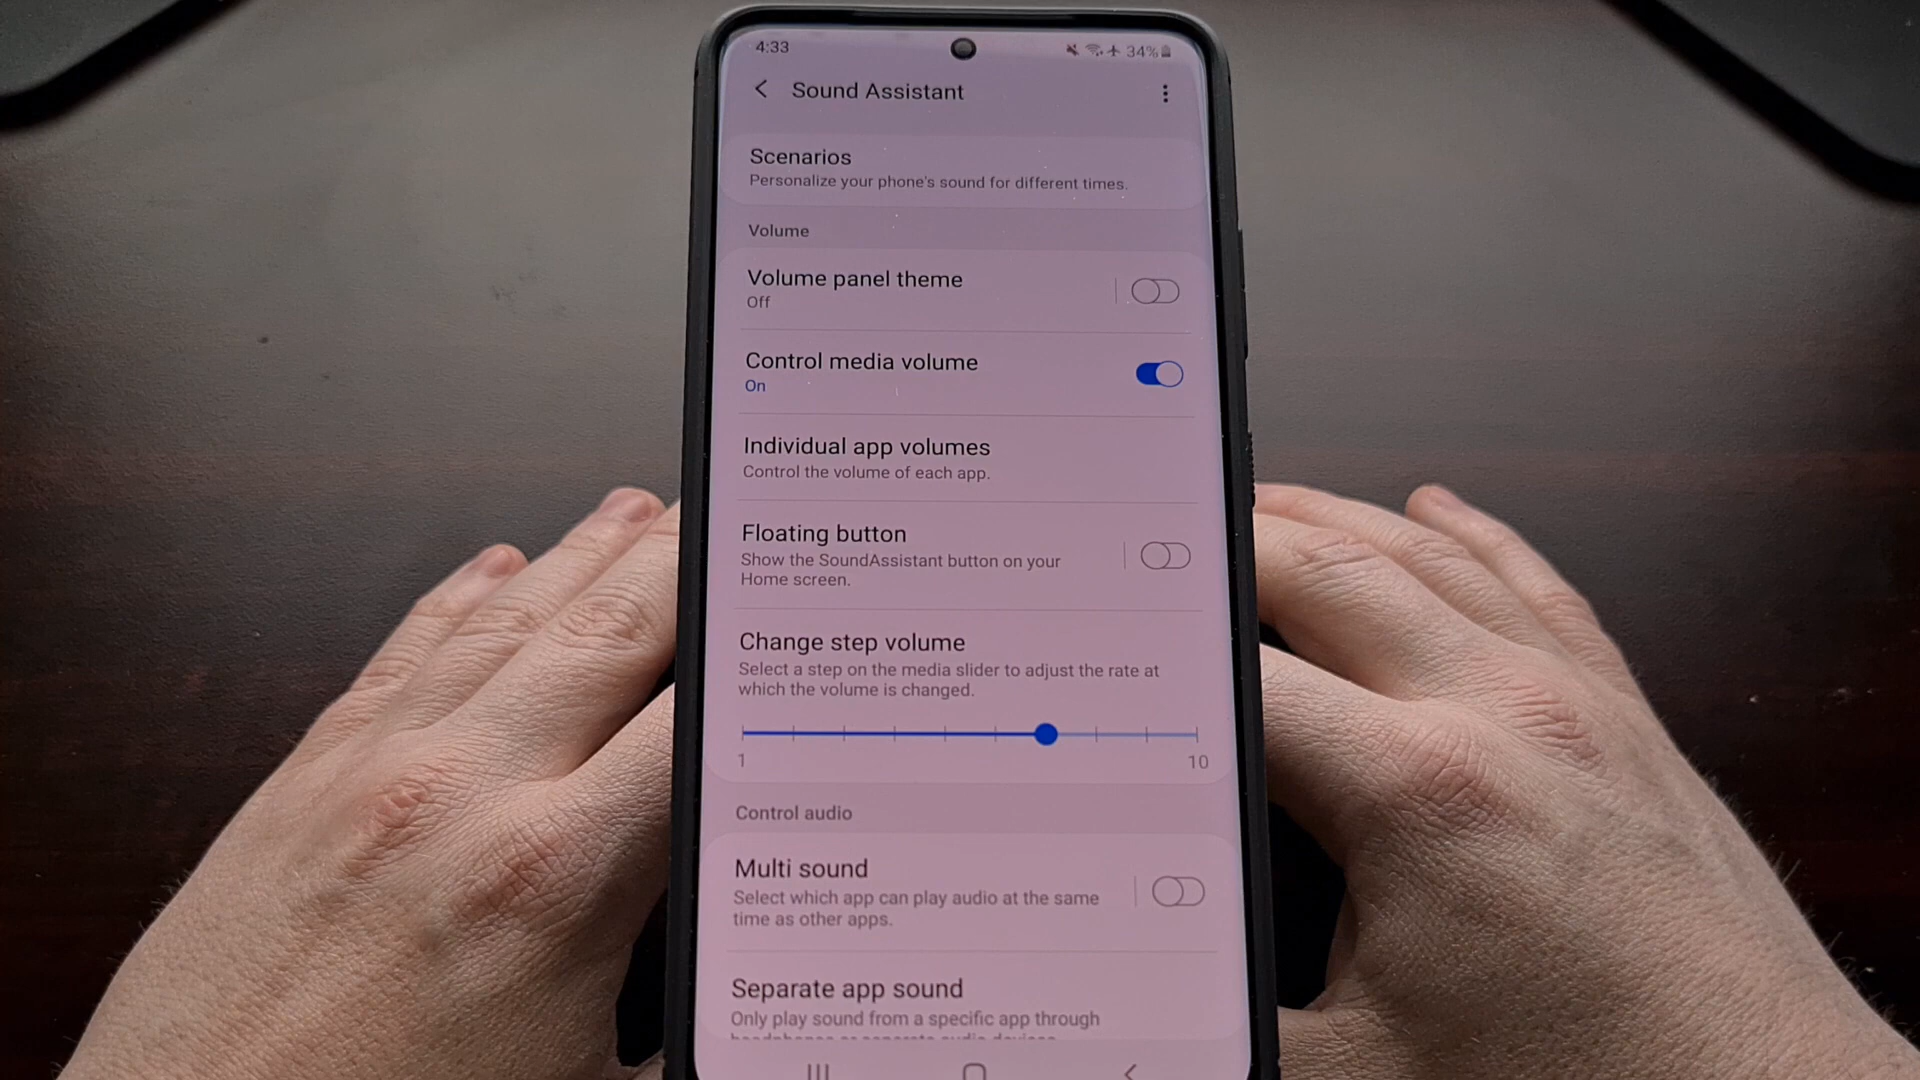 4:33
34%
Sound Assistant
Scenarios
Personalize your phone's sound for different times.
Volume
Volume panel theme
Off
Control media volume
On
Individual app volumes
Control the volume of each app.
Floating button
Show the SoundAssistant button on your
Home screen.
Change step volume
Select a step on the media slider to adjust the rate at
which the volume is changed.
1
10
Control audio
Multi sound
Select which app can play audio at the same
time as other apps.
Separate app sound
Only play sound from a specific app through